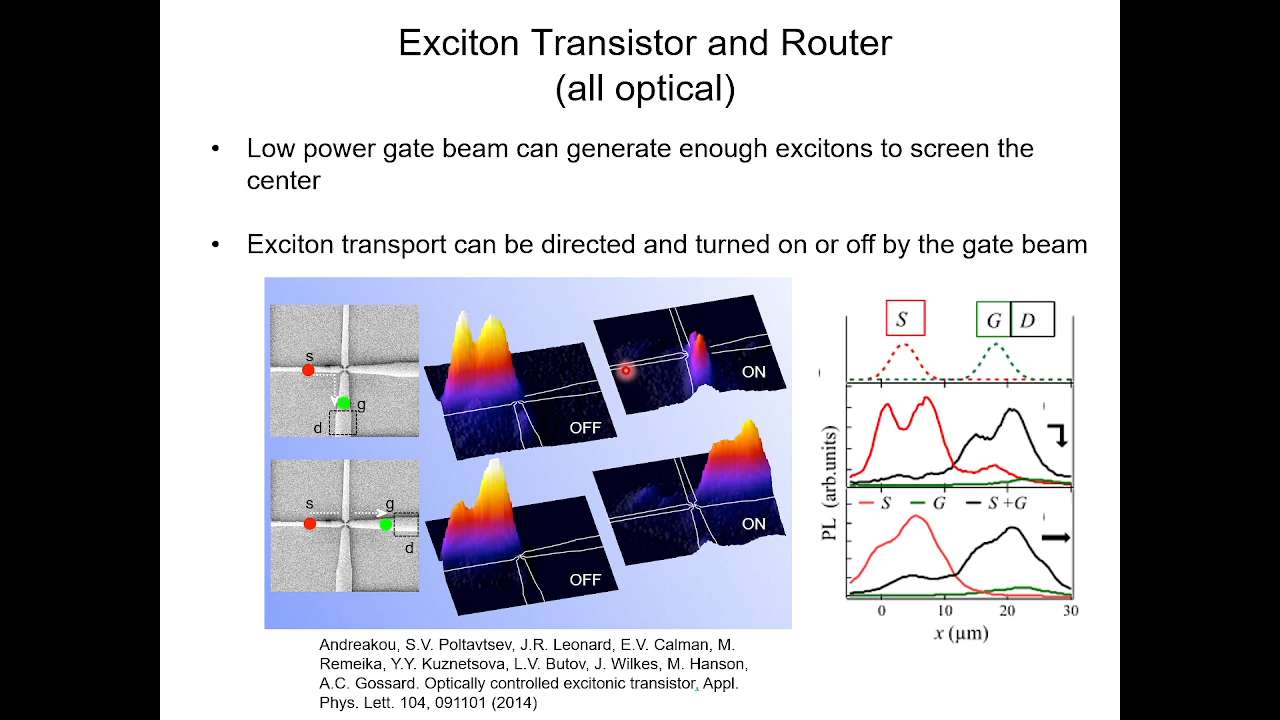 Exciton Transistor and Router
(all optical)
• Low power gate beam can generate enough excitons to screen the
center
• Exciton transport can be directed and turned on or off by the gate beam
s
g
d
OFF
ON
s
g
d
OFF
ON
S
G
D
PL (arb.units)
S G S+G
0 10 20 30
x (µm)
Andreakou, S.V. Poltavtsev, J.R. Leonard, E.V. Calman, M.
Remeika, Y.Y. Kuznetsova, L.V. Butov, J. Wilkes, M. Hanson,
A.C. Gossard. Optically controlled excitonic transistor, Appl.
Phys. Lett. 104, 091101 (2014)